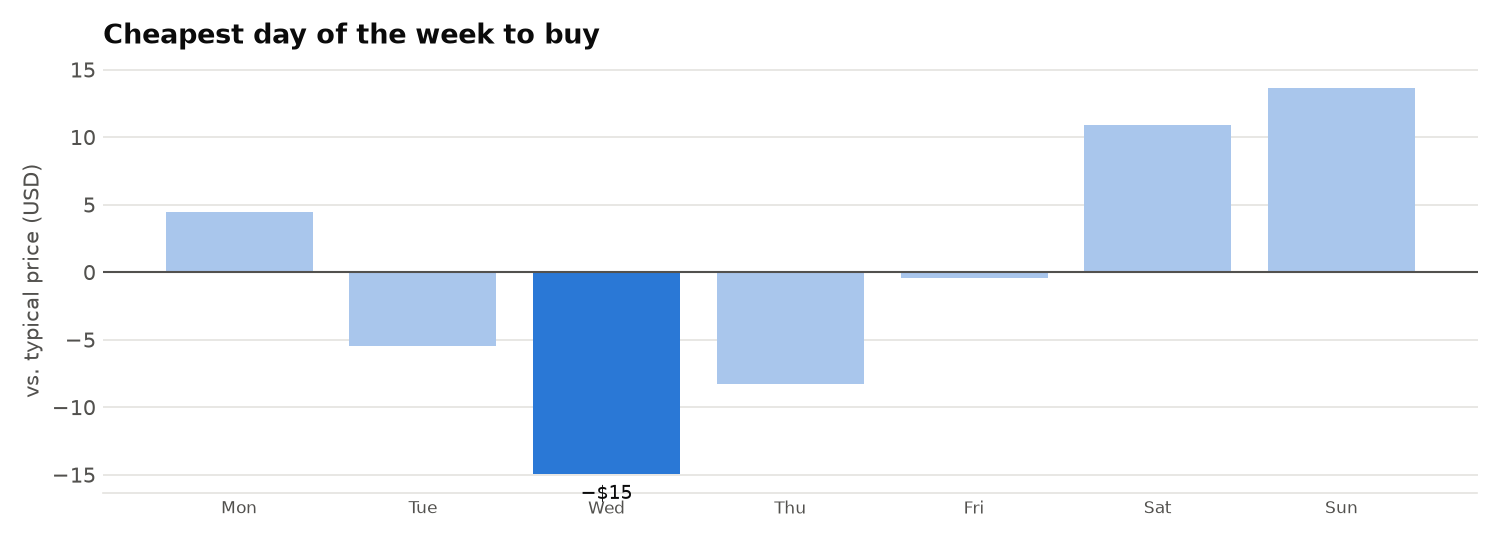 Cheapest day of the week to buy
vs. typical price (USD)
15
10
5
0
−5
−10
−15
−$15
Mon Tue Wed Thu Fri Sat Sun